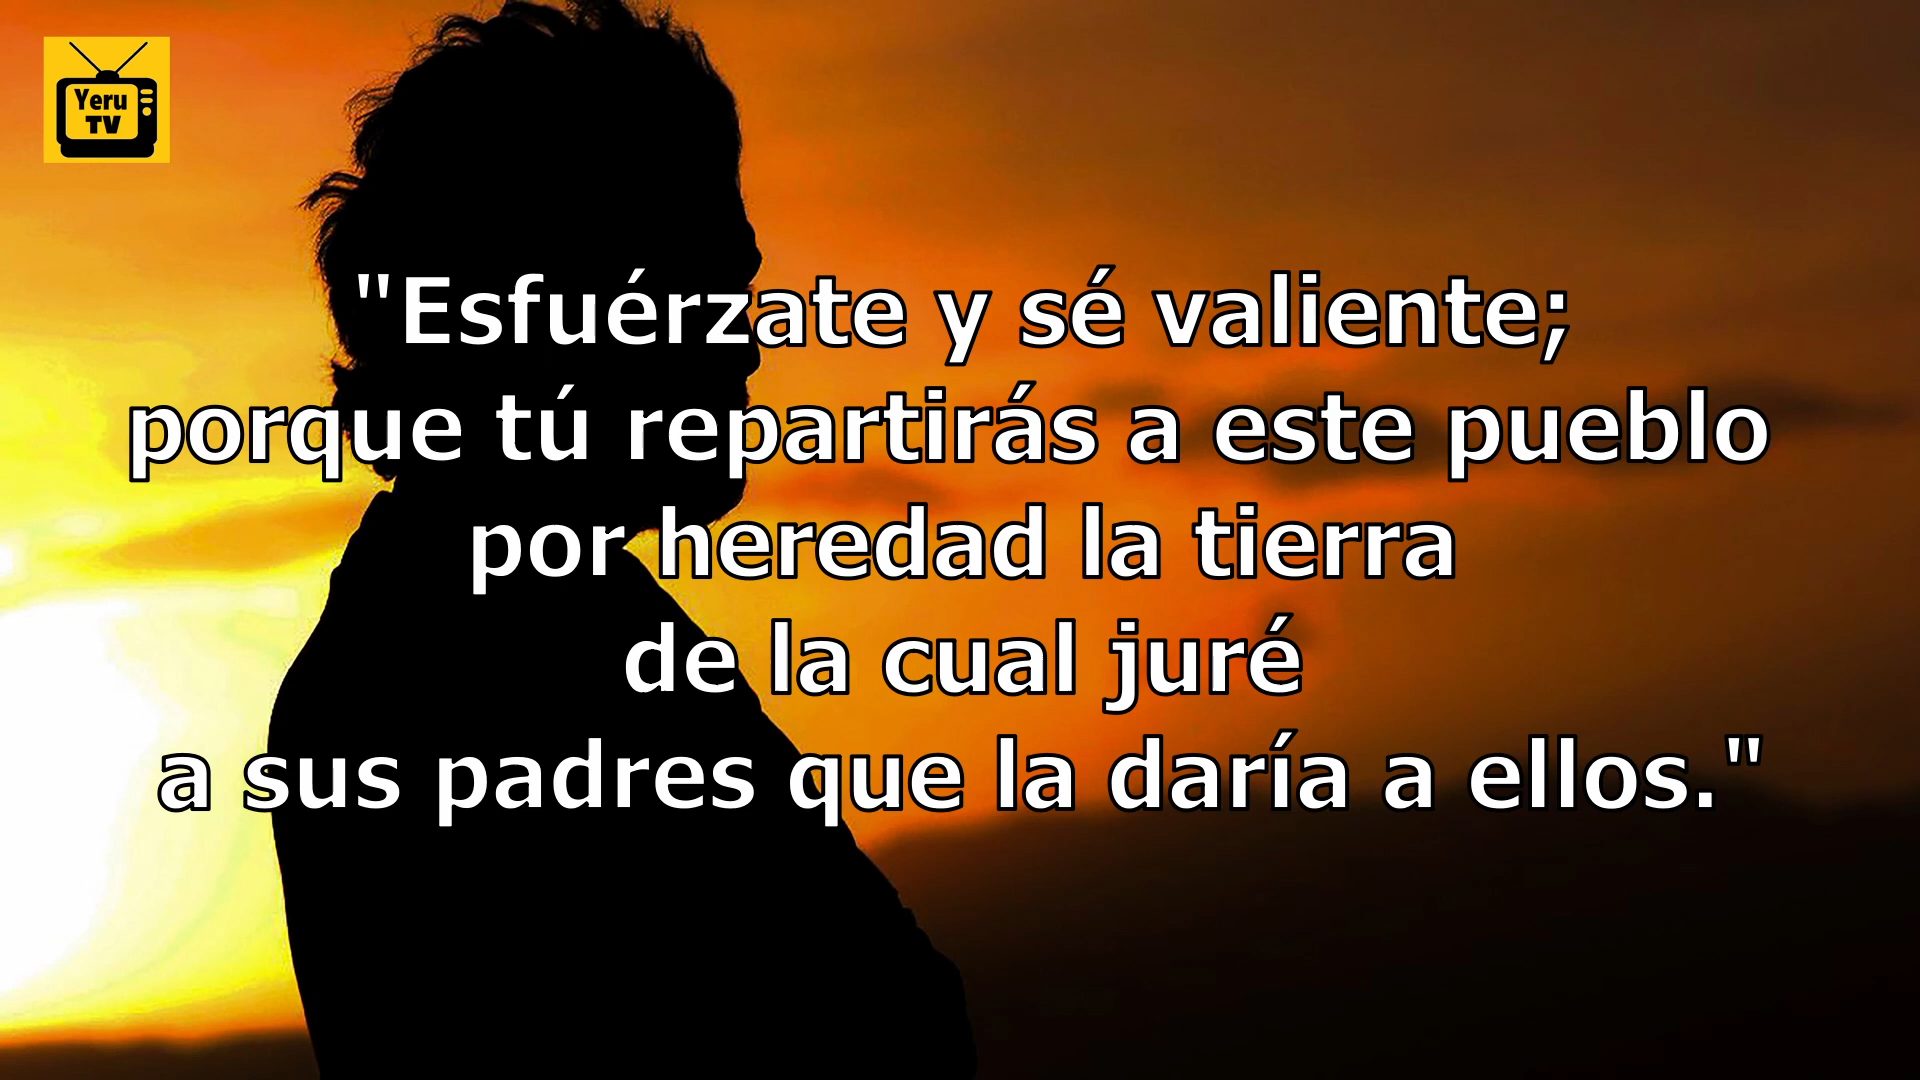 Yeru
TV
"Esfuérzate y sé valiente;
porque tú repartirás a este pueblo
por heredad la tierra
de la cual juré
a sus padres que la daría a ellos."